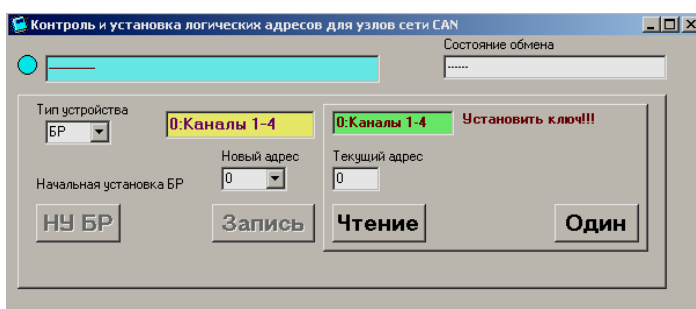 Контроль и установка логических адресов для узлов сети CAN
Состояние обмена
------
Тип устройства
БР
0:Каналы 1-4
0:Каналы 1-4
Установить ключ!!!
Новый адрес
0
Текущий адрес
0
Начальная установка БР
НУ БР
Запись
Чтение
Один